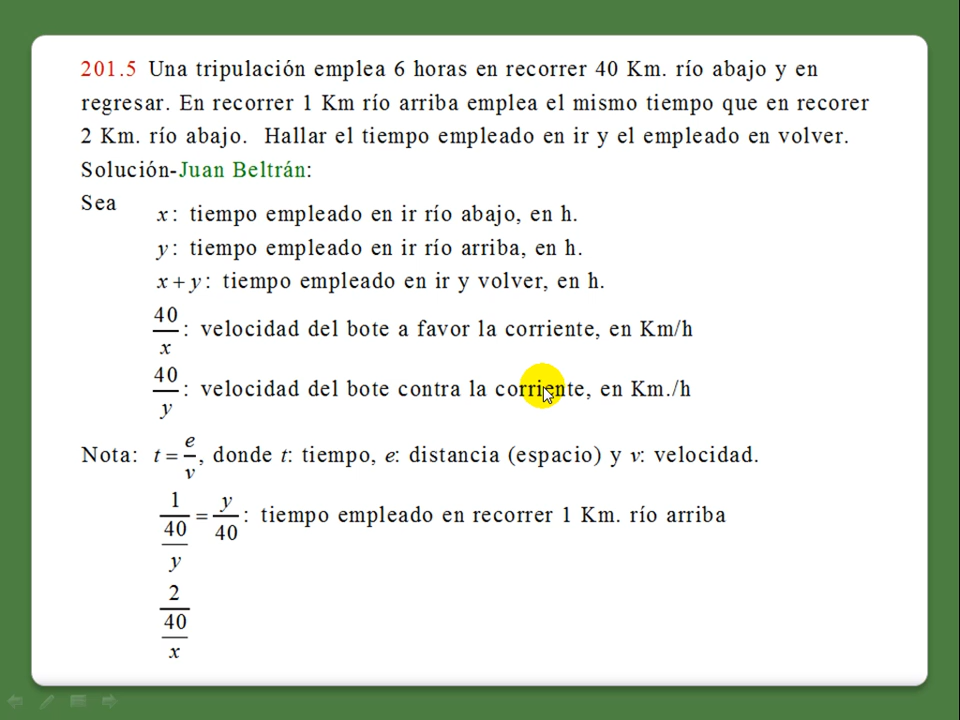 201.5 Una tripulación emplea 6 horas en recorrer 40 Km. río abajo y en
regresar. En recorrer 1 Km río arriba emplea el mismo tiempo que en recorer
2 Km. río abajo. Hallar el tiempo empleado en ir y el empleado en volver.
Solución-Juan Beltrán:
Sea
x: tiempo empleado en ir río abajo, en h.
y: tiempo empleado en ir río arriba, en h.
x + y: tiempo empleado en ir y volver, en h.
40/x: velocidad del bote a favor la corriente, en Km/h
40/y: velocidad del bote contra la corriente, en Km./h
Nota: t = e/v, donde t: tiempo, e: distancia (espacio) y v: velocidad.
1/(40/y) = y/40: tiempo empleado en recorrer 1 Km. río arriba
2/(40/x)